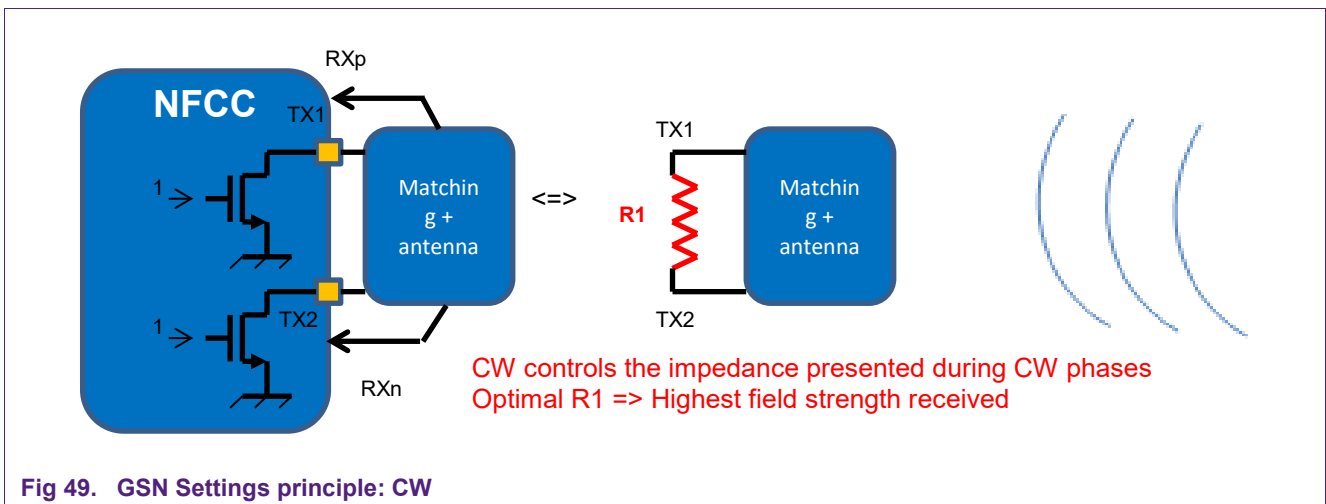 RXp
NFCC
TX1
1
Matchin
g +
antenna
1
TX2
RXn
<=>
TX1
R1
TX2
Matchin
g +
antenna
CW controls the impedance presented during CW phases
Optimal R1 => Highest field strength received
Fig 49. GSN Settings principle: CW